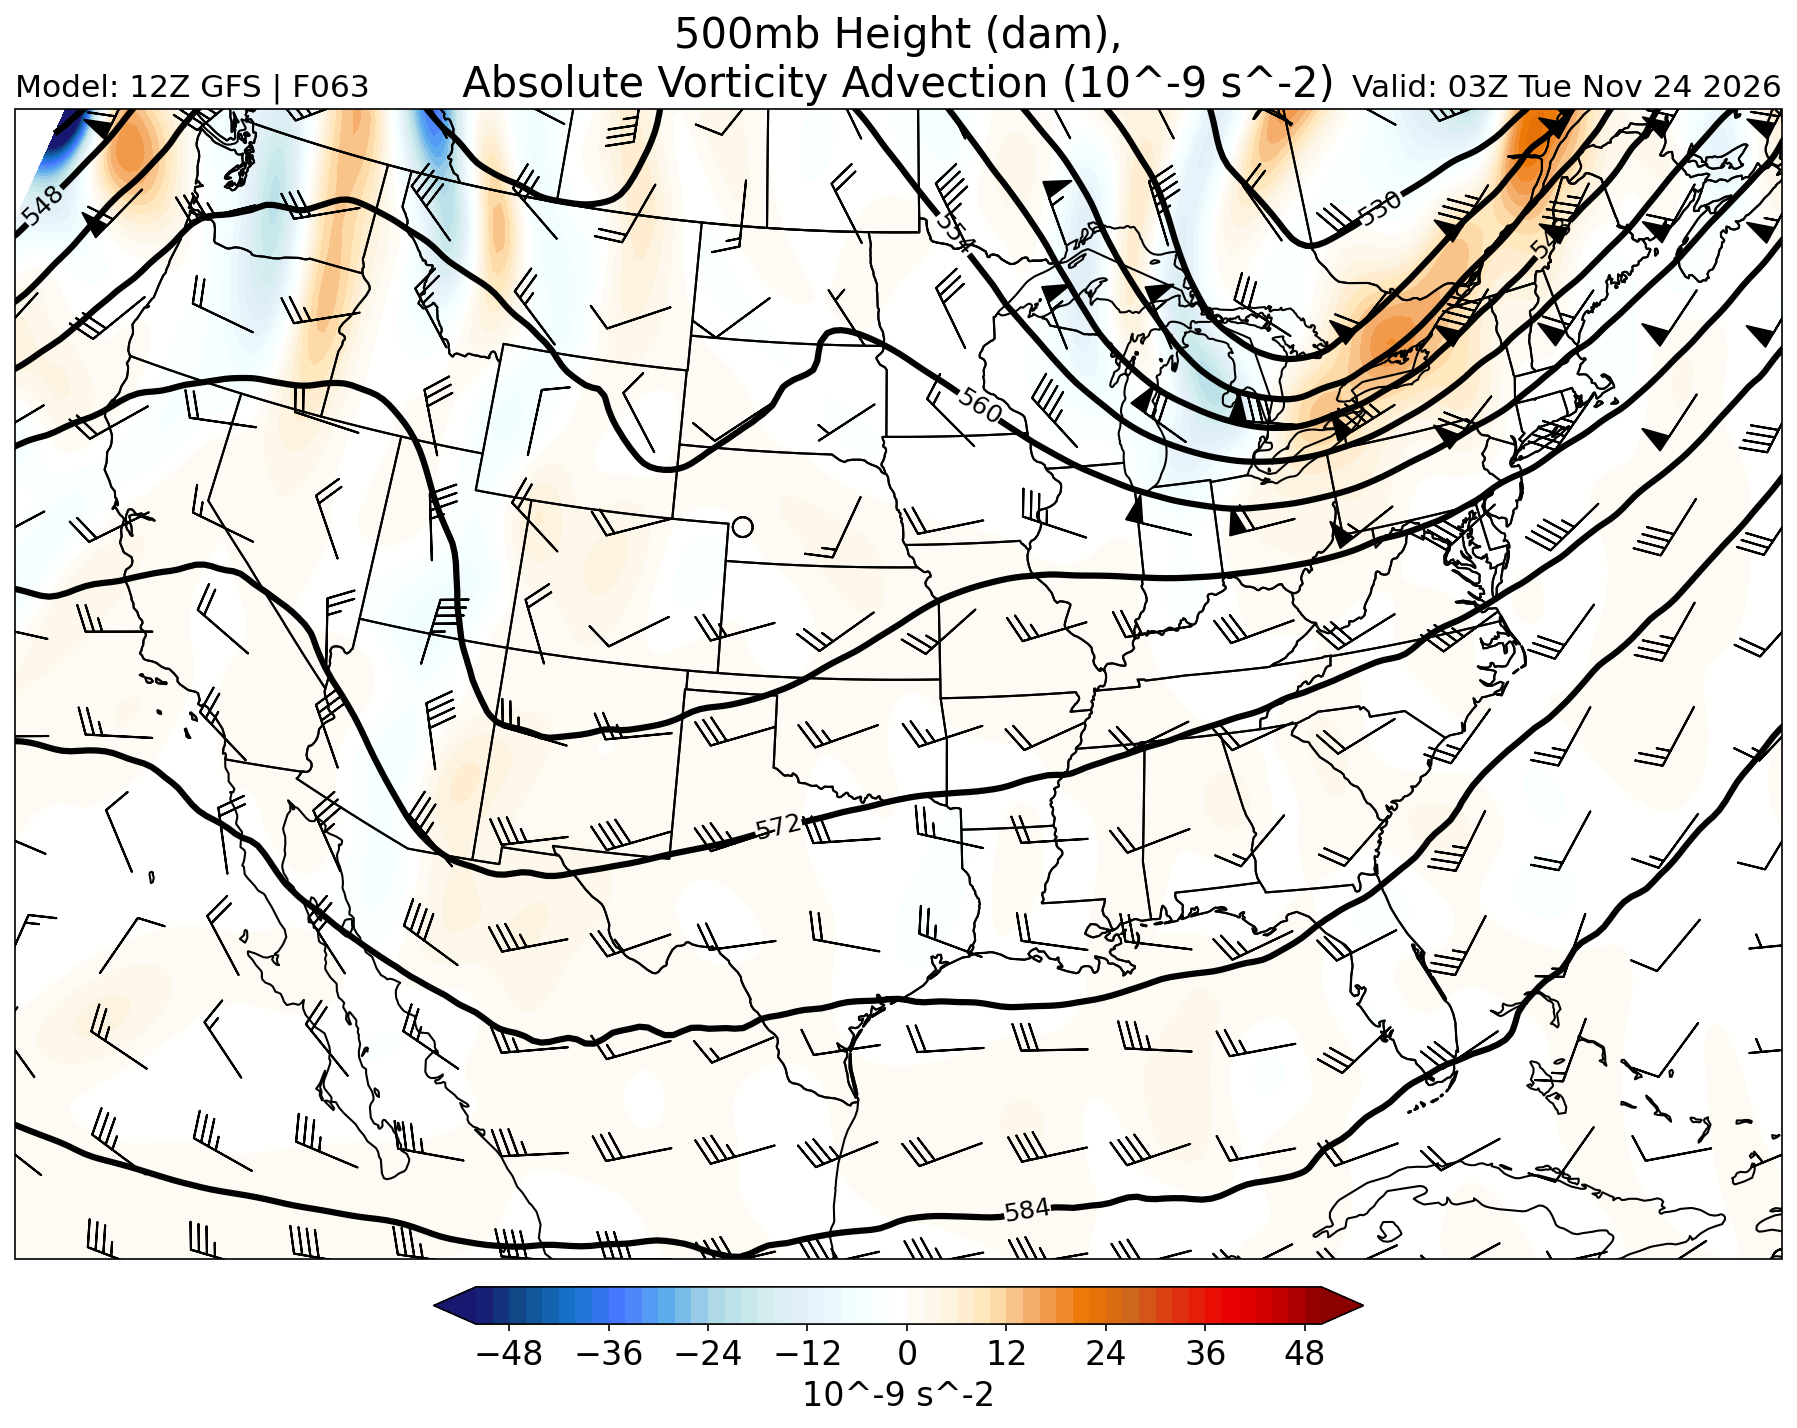 500mb Height (dam),
Model: 12Z GFS | F063
Absolute Vorticity Advection (10^-9 s^-2)
Valid: 03Z Tue Nov 24 2026
548
554
530
560
572
584
−48 −36 −24 −12 0 12 24 36 48
10^-9 s^-2